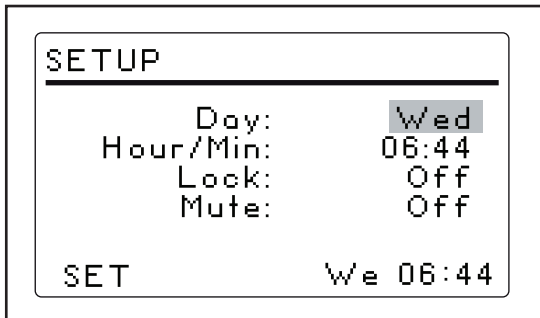 SETUP
Day: Wed
Hour/Min: 06:44
Lock: Off
Mute: Off
SET We 06:44